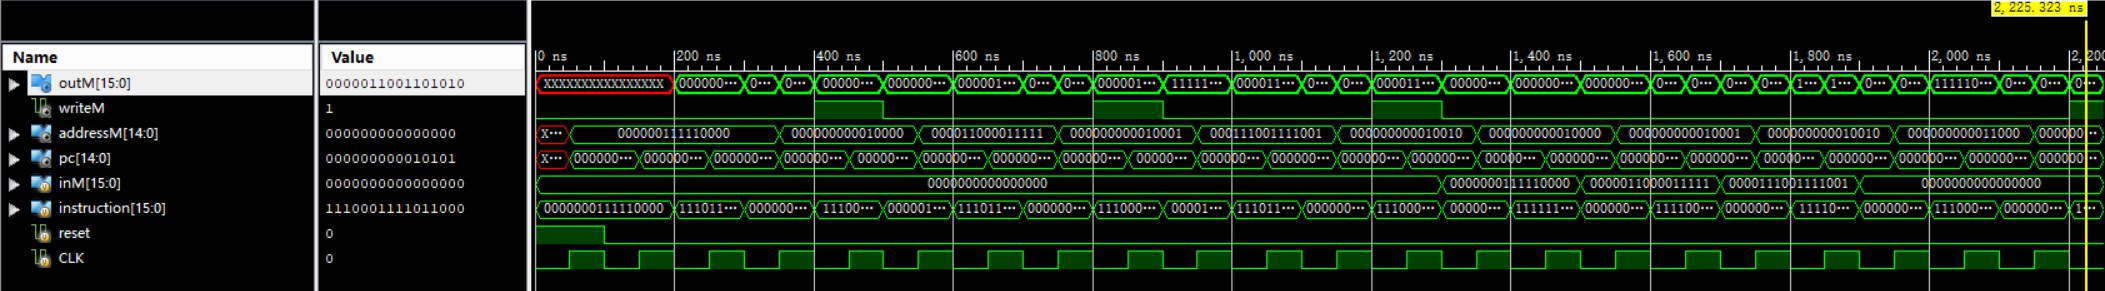 2,225.323 ns
Name Value 0 ns 200 ns 400 ns 600 ns 800 ns 1,000 ns 1,200 ns 1,400 ns 1,600 ns 1,800 ns 2,000 ns 2,200
outM[15:0] 0000011001101010 XXXXXXXXXXXXXXXX 000000··· 0··· 0··· 00000··· 000000··· 000001··· 0··· 0··· 000001··· 11111··· 000011··· 0··· 0··· 000011··· 00000··· 000000··· 000000··· 0··· 0··· 0··· 1··· 1··· 0··· 0··· 111110··· 0··· 0··· 0···
writeM 1
addressM[14:0] 000000000000000 X··· 000000111110000 000000000010000 000011000011111 000000000010001 000111001111001 000000000010010 000000000010000 000000000010001 000000000010010 000000000011000 000000···
pc[14:0] 000000000010101 X··· 000000··· 000000··· 000000··· 000000··· 00000··· 000000··· 000000··· 000000··· 00000··· 000000··· 000000··· 000000··· 00000··· 000000··· 000000··· 000000··· 00000··· 000000··· 000000··· 000000··· 000000···
inM[15:0] 0000000000000000 0000000000000000 0000000111110000 0000011000011111 0000111001111001 0000000000000000
instruction[15:0] 1110001111011000 0000000111110000 111011··· 000000··· 11100··· 000001··· 111011··· 000000··· 111000··· 00001··· 111011··· 000000··· 111000··· 00000··· 111111··· 000000··· 111100··· 000000··· 11110··· 000000··· 111000··· 000000··· 1···
reset 0
CLK 0